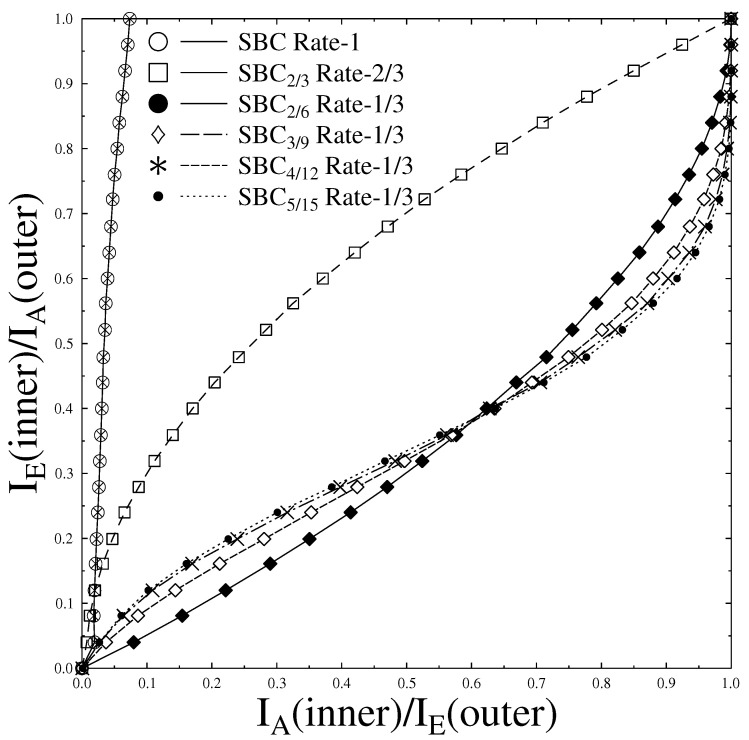 SBC Rate-1
SBC2/3 Rate-2/3
SBC2/6 Rate-1/3
SBC3/9 Rate-1/3
SBC4/12 Rate-1/3
SBC5/15 Rate-1/3
1.0
0.9
0.8
0.7
0.6
0.5
0.4
0.3
0.2
0.1
0.0
IE(inner)/IA(outer)
0.0 0.1 0.2 0.3 0.4 0.5 0.6 0.7 0.8 0.9 1.0
IA(inner)/IE(outer)